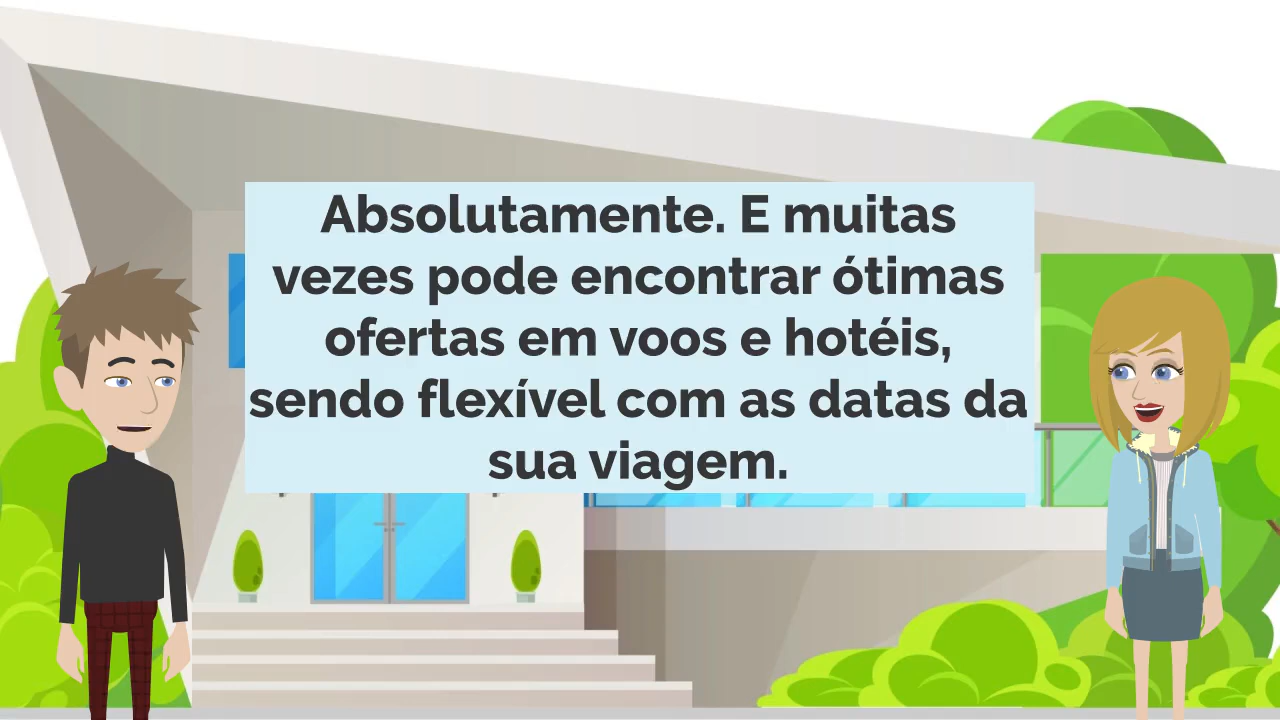 Absolutamente. E muitas
vezes pode encontrar ótimas
ofertas em voos e hotéis,
sendo flexível com as datas da
sua viagem.